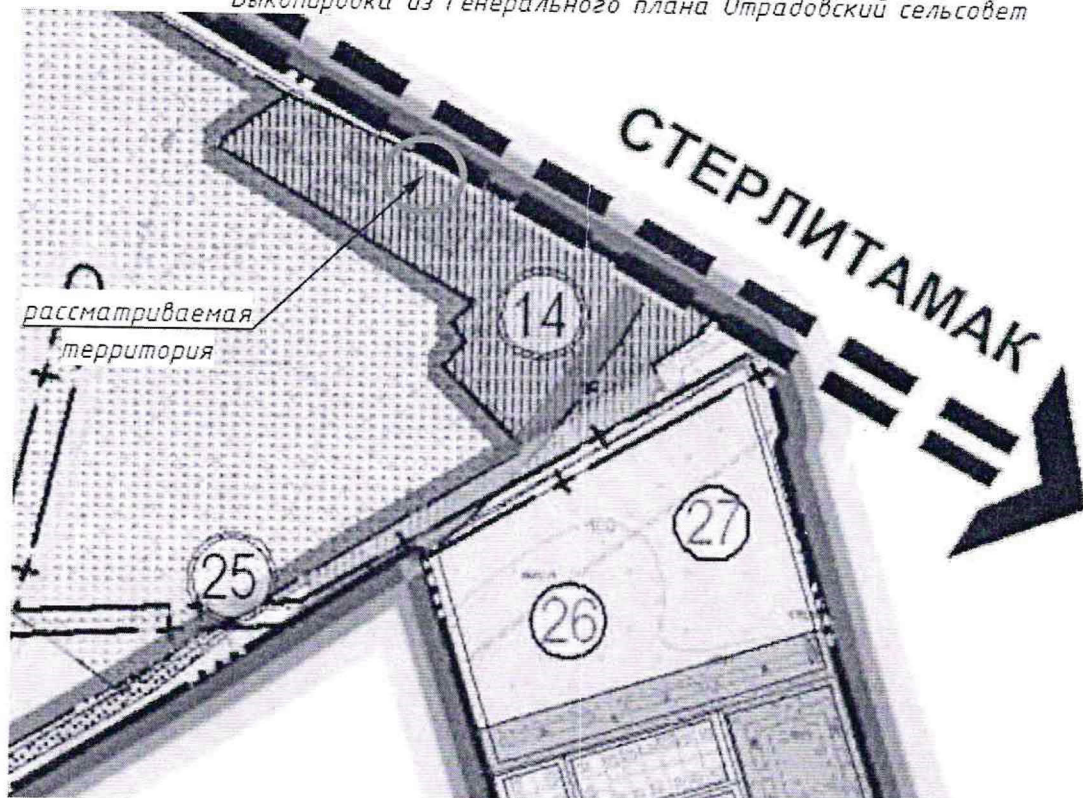 Выкопировка из Генерального плана Отрадовский сельсовет
СТЕРЛИТАМАК
рассматриваемая
территория
14
25
27
26